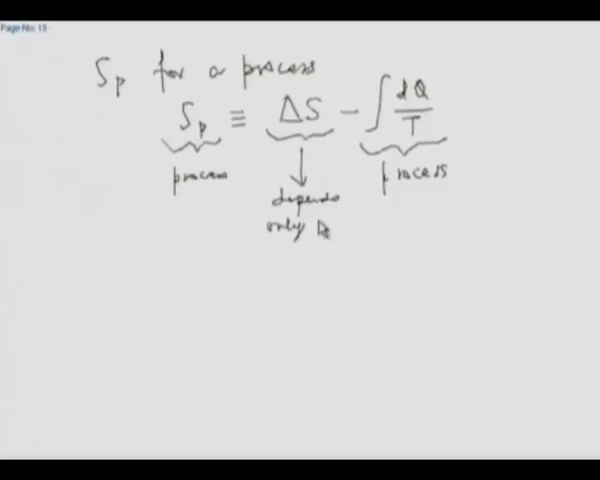 Page No: 15
Sp for a process
Sp ≡ ΔS - ∫ dQ/T
process process
depends
only